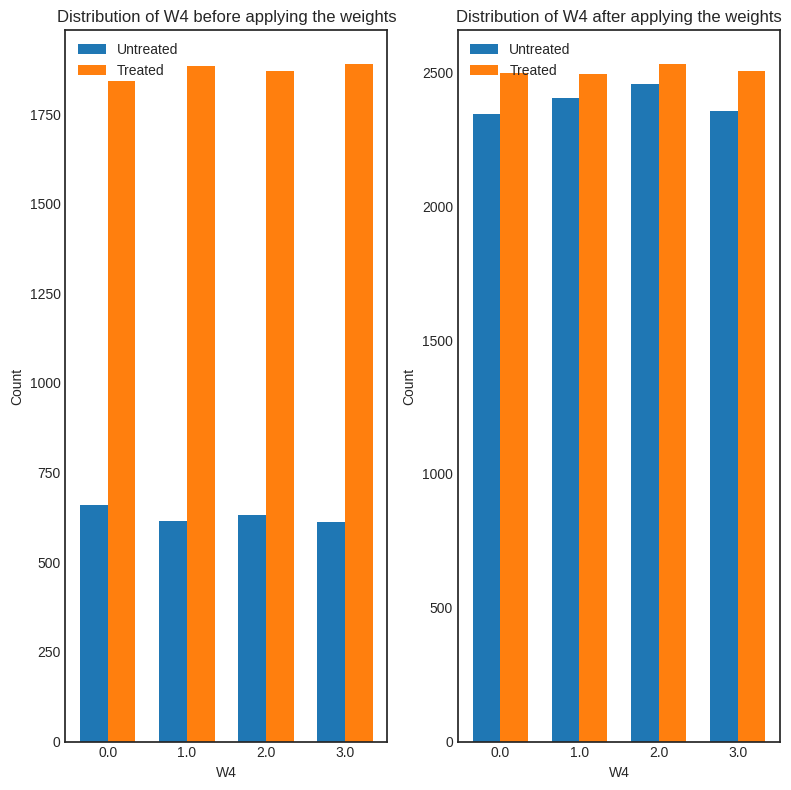 Distribution of W4 before applying the weights
Untreated
Treated
1750
1500
1250
1000
750
500
250
0
Count
0.0 1.0 2.0 3.0
W4
Distribution of W4 after applying the weights
Untreated
Treated
2500
2000
1500
1000
500
0
Count
0.0 1.0 2.0 3.0
W4